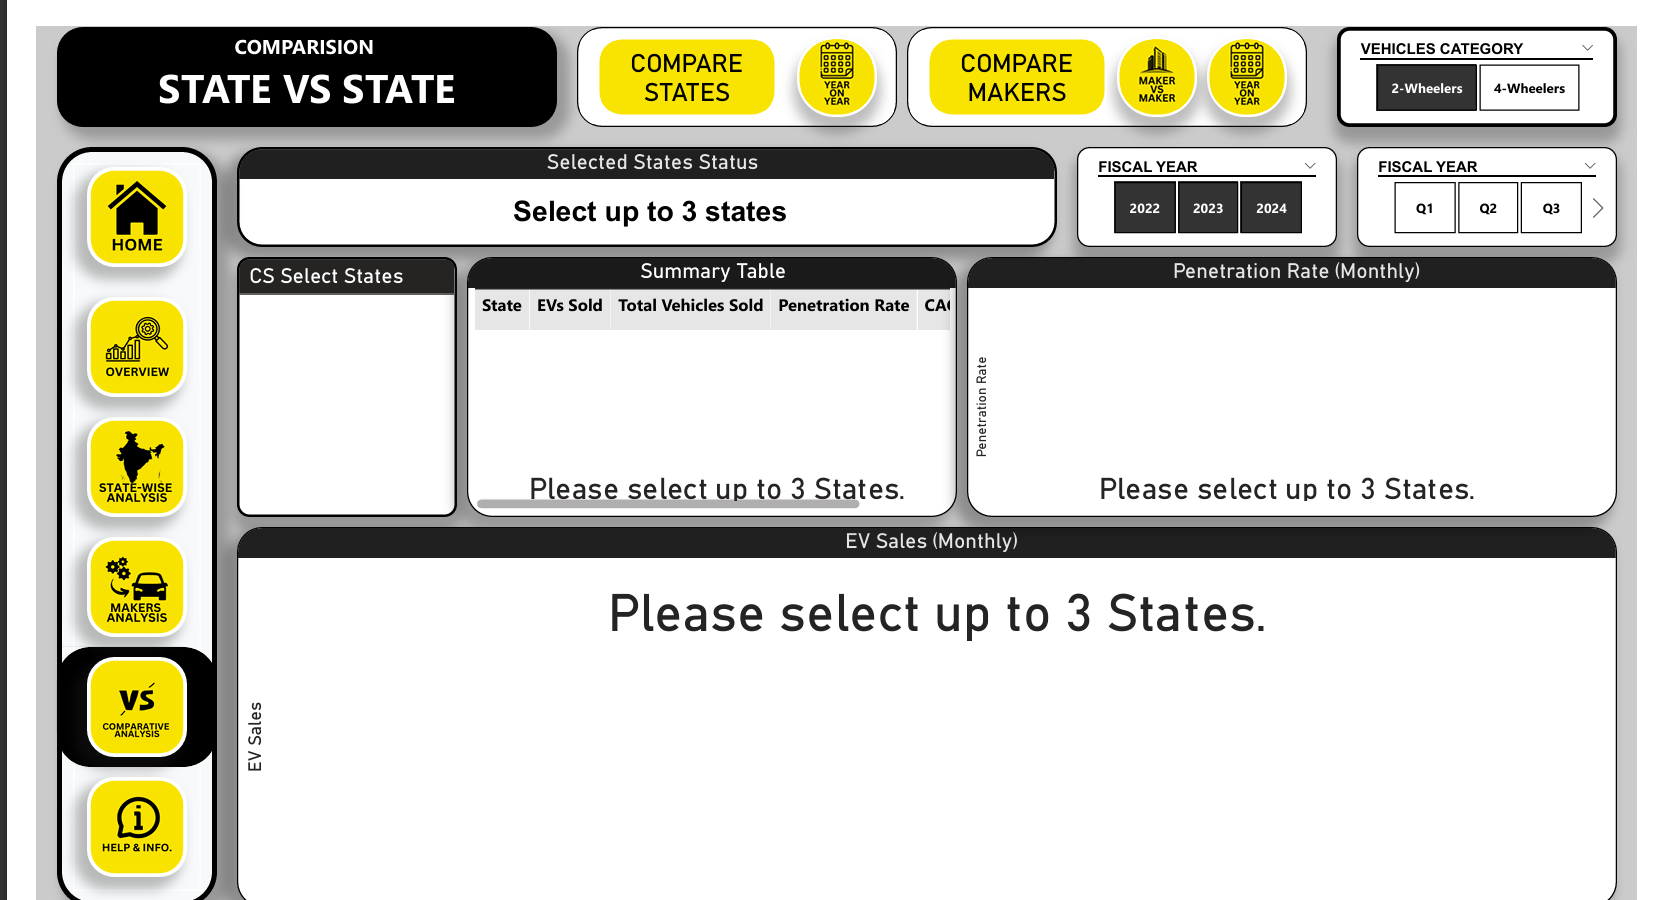 COMPARISION
STATE VS STATE
COMPARE
STATES
YEAR
ON
YEAR
COMPARE
MAKERS
MAKER
VS
MAKER
YEAR
ON
YEAR
VEHICLES CATEGORY
2-Wheelers
4-Wheelers
HOME
OVERVIEW
STATE-WISE
ANALYSIS
MAKERS
ANALYSIS
VS
COMPARATIVE
ANALYSIS
HELP & INFO.
Selected States Status
Select up to 3 states
FISCAL YEAR
2022
2023
2024
FISCAL YEAR
Q1
Q2
Q3
CS Select States
Summary Table
State EVs Sold Total Vehicles Sold Penetration Rate
Please select up to 3 States.
Penetration Rate (Monthly)
Penetration Rate
Please select up to 3 States.
EV Sales (Monthly)
Please select up to 3 States.
EV Sales